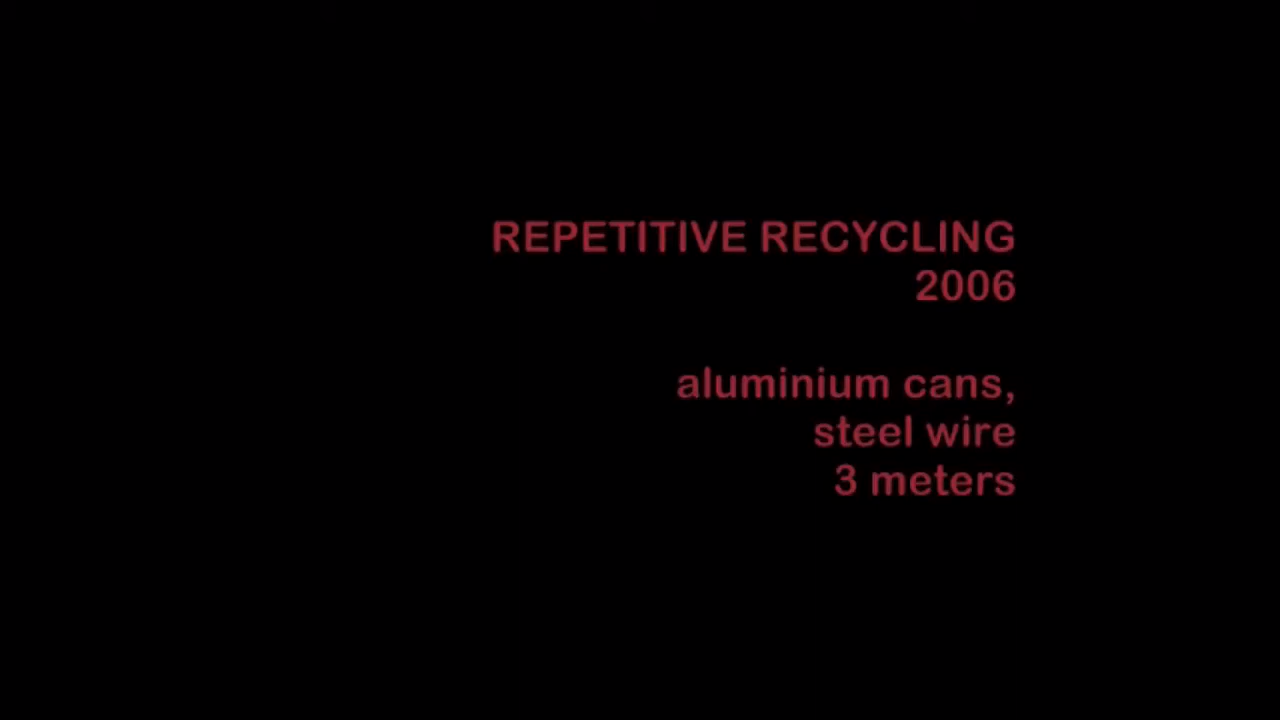 REPETITIVE RECYCLING
2006
aluminium cans,
steel wire
3 meters